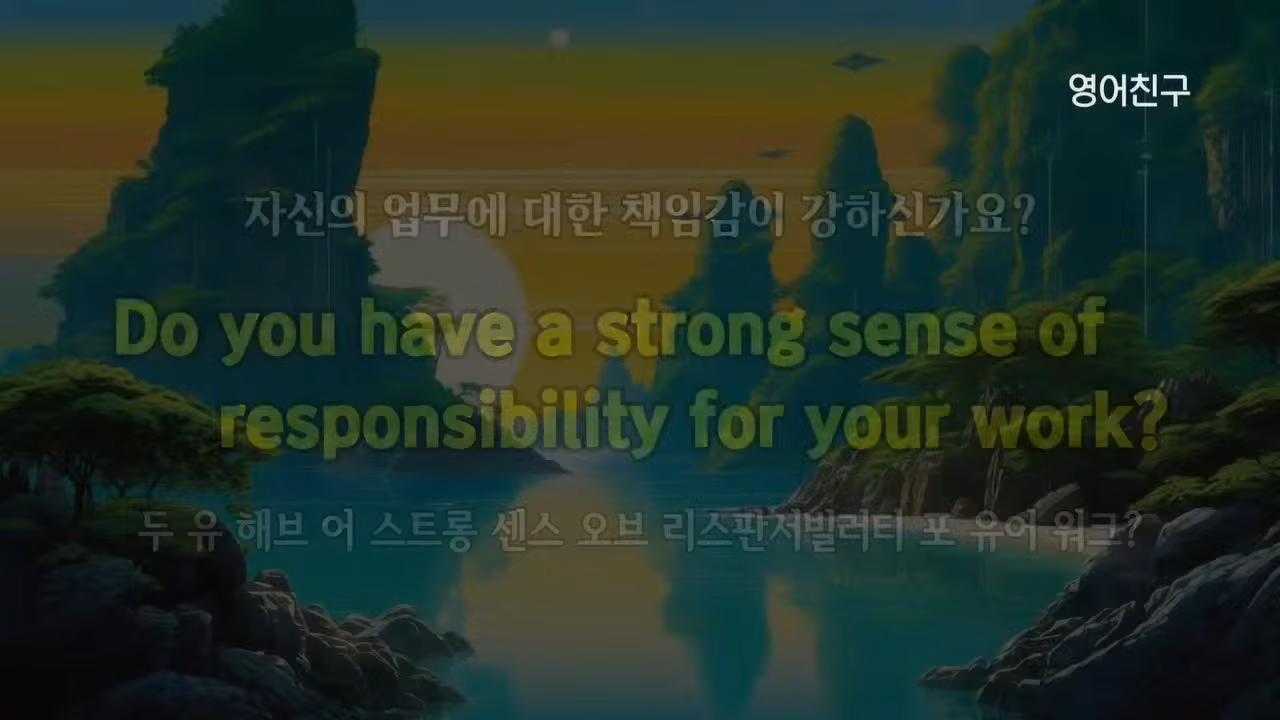 영어친구
자신의 업무에 대한 책임감이 강하신가요?
Do you have a strong sense of
responsibility for your work?
두 유 해브 어 스트롱 센스 오브 리스판저빌러티 포 유어 워크?